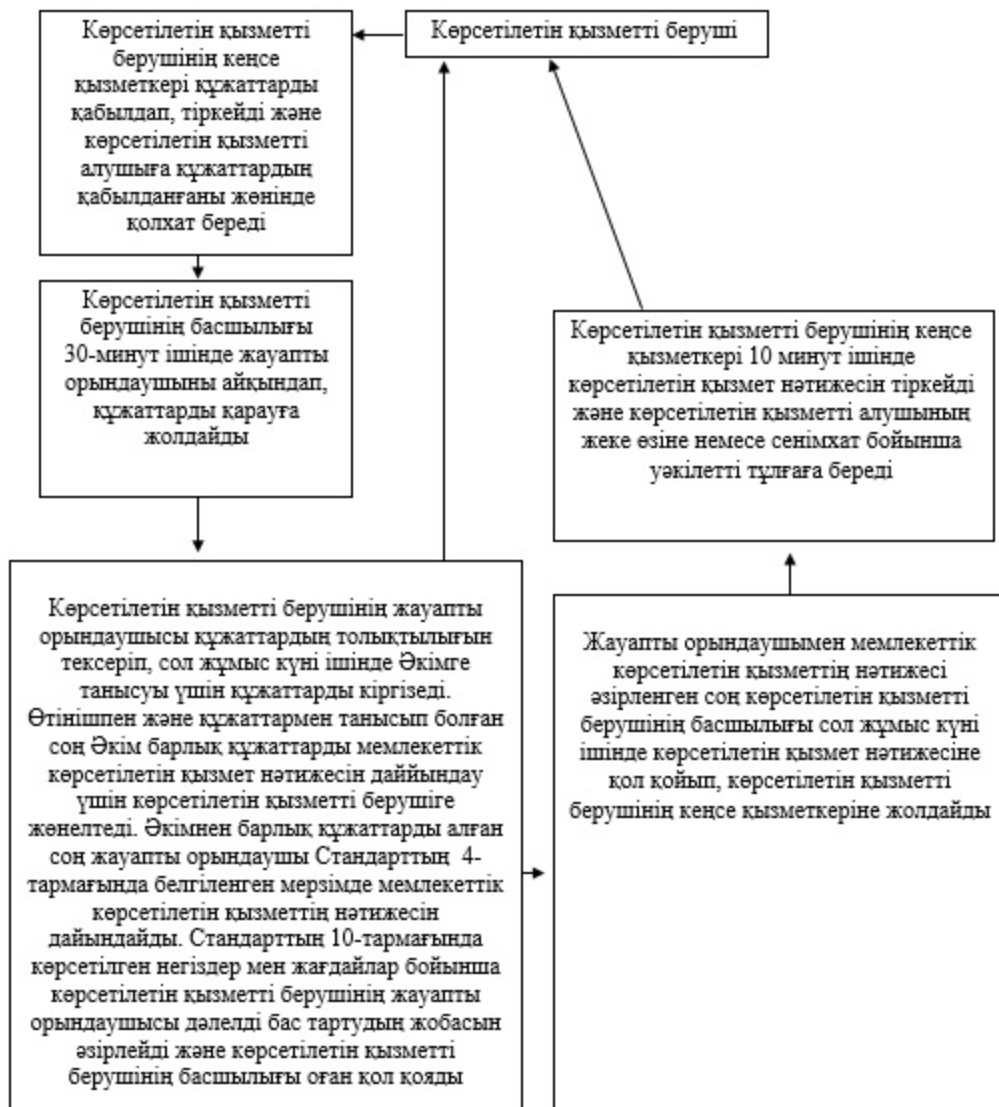 Көрсетілетін қызметті беруші
Көрсетілетін қызметті
берушінің кеңсе
қызметкері құжаттарды
қабылдап, тіркейді және
көрсетілетін қызметті
алушыға құжаттардың
қабылданғаны жөнінде
қолхат береді
Көрсетілетін қызметті
берушінің басшылығы
30-минут ішінде жауапты
орындаушыны айқындап,
құжаттарды қарауға
жолдайды
Көрсетілетін қызметті берушінің жауапты
орындаушысы құжаттардың толықтылығын
тексеріп, сол жұмыс күні ішінде Әкімге
танысуы үшін құжаттарды кіргізеді.
Өтінішпен және құжаттармен танысып болған
соң Әкім барлық құжаттарды мемлекеттік
көрсетілетін қызмет нәтижесін даййындау
үшін көрсетілетін қызметті берушіге
жөнелтеді. Әкімнен барлық құжаттарды алған
соң жауапты орындаушы Стандарттың 4-
тармағында белгіленген мерзімде мемлекеттік
көрсетілетін қызметтің нәтижесін
дайындайды. Стандарттың 10-тармағында
көрсетілген негіздер мен жағдайлар бойынша
көрсетілетін қызметті берушінің жауапты
орындаушысы дәлелді бас тартудың жобасын
әзірлейді және көрсетілетін қызметті
берушінің басшылығы оған қол қояды
Жауапты орындаушымен мемлекеттік
көрсетілетін қызметтің нәтижесі
әзірленген соң көрсетілетін қызметті
берушінің басшылығы сол жұмыс күні
ішінде көрсетілетін қызмет нәтижесіне
қол қойып, көрсетілетін қызметті
берушінің кеңсе қызметкеріне жолдайды
Көрсетілетін қызметті берушінің кеңсе
қызметкері 10 минут ішінде
көрсетілетін қызмет нәтижесін тіркейді
және көрсетілетін қызметті алушының
жеке өзіне немесе сенімхат бойынша
уәкілетті тұлғаға береді